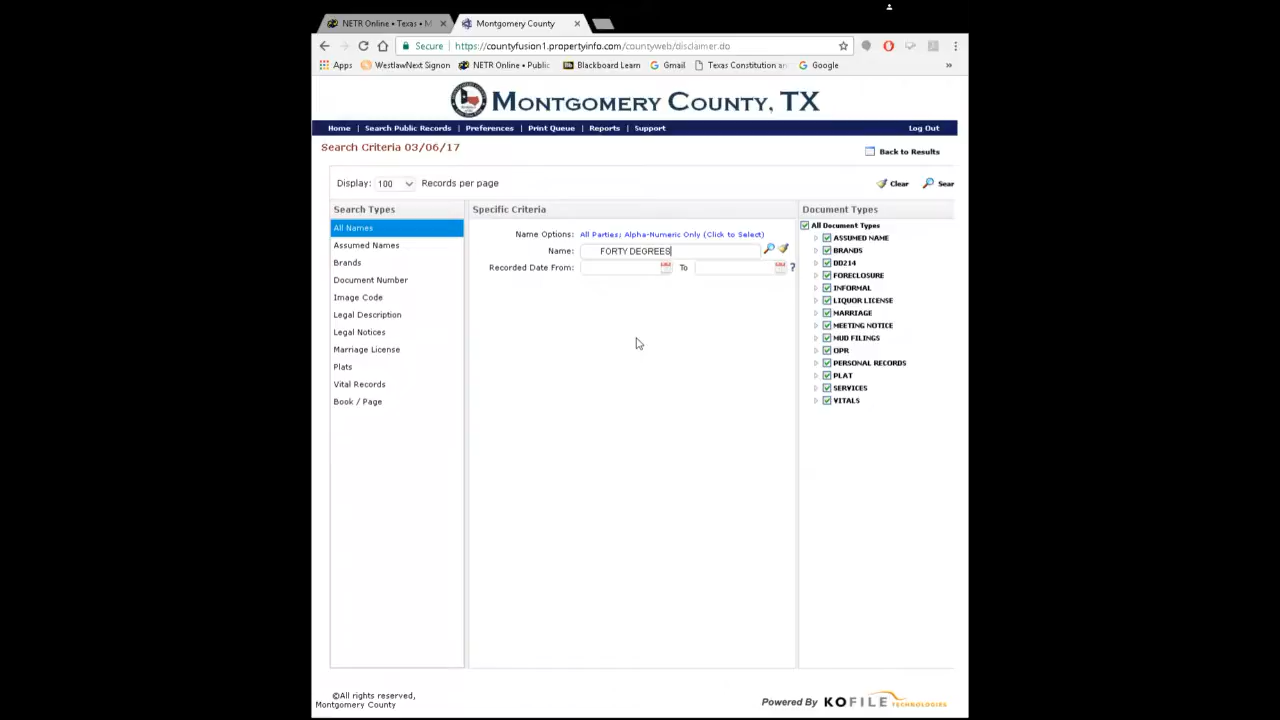 NETR Online • Texas • M
Montgomery County
Secure
https://countyfusion1.propertyinfo.com/countyweb/disclaimer.do
Apps
WestlawNext Signon
NETR Online • Public
Blackboard Learn
Gmail
Texas Constitution an
Google
»
MONTGOMERY COUNTY, TX
Home | Search Public Records | Preferences | Print Queue | Reports | Support
Log Out
Search Criteria 03/06/17
Back to Results
Display: 100 Records per page
Clear
Sear
Search Types
All Names
Assumed Names
Brands
Document Number
Image Code
Legal Description
Legal Notices
Marriage License
Plats
Vital Records
Book / Page
Specific Criteria
Name Options: All Parties; Alpha-Numeric Only (Click to Select)
Name: FORTY DEGREES
Recorded Date From: To ?
Document Types
All Document Types
ASSUMED NAME
BRANDS
DD214
FORECLOSURE
INFORMAL
LIQUOR LICENSE
MARRIAGE
MEETING NOTICE
MUD FILINGS
OPR
PERSONAL RECORDS
PLAT
SERVICES
VITALS
©All rights reserved,
Montgomery County
Powered By KOFILE TECHNOLOGIES